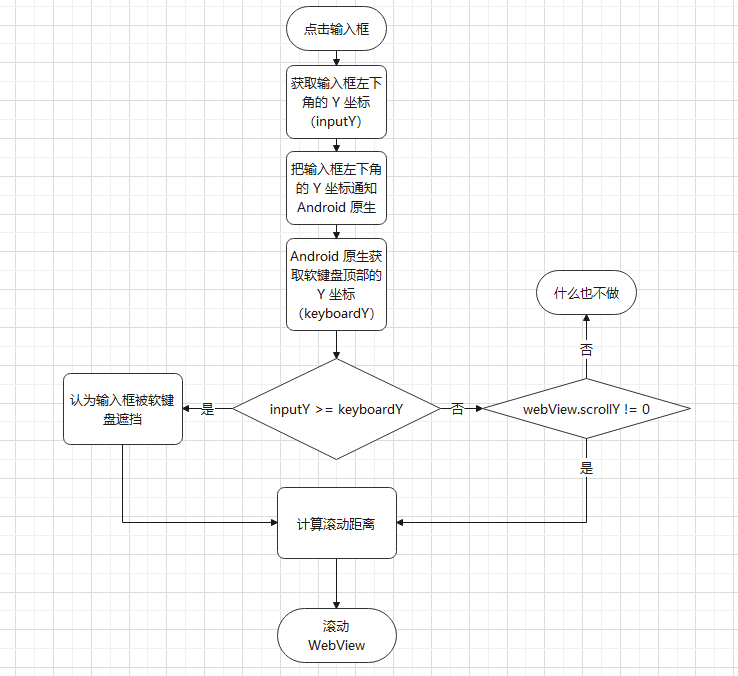 点击输入框
获取输入框左下
角的 Y 坐标
（inputY）
把输入框左下角
的 Y 坐标通知
Android 原生
Android 原生获
取软键盘顶部的
Y 坐标
（keyboardY）
什么也不做
否
认为输入框被软键
盘遮挡
是
inputY >= keyboardY
否
webView.scrollY != 0
是
计算滚动距离
滚动
WebView